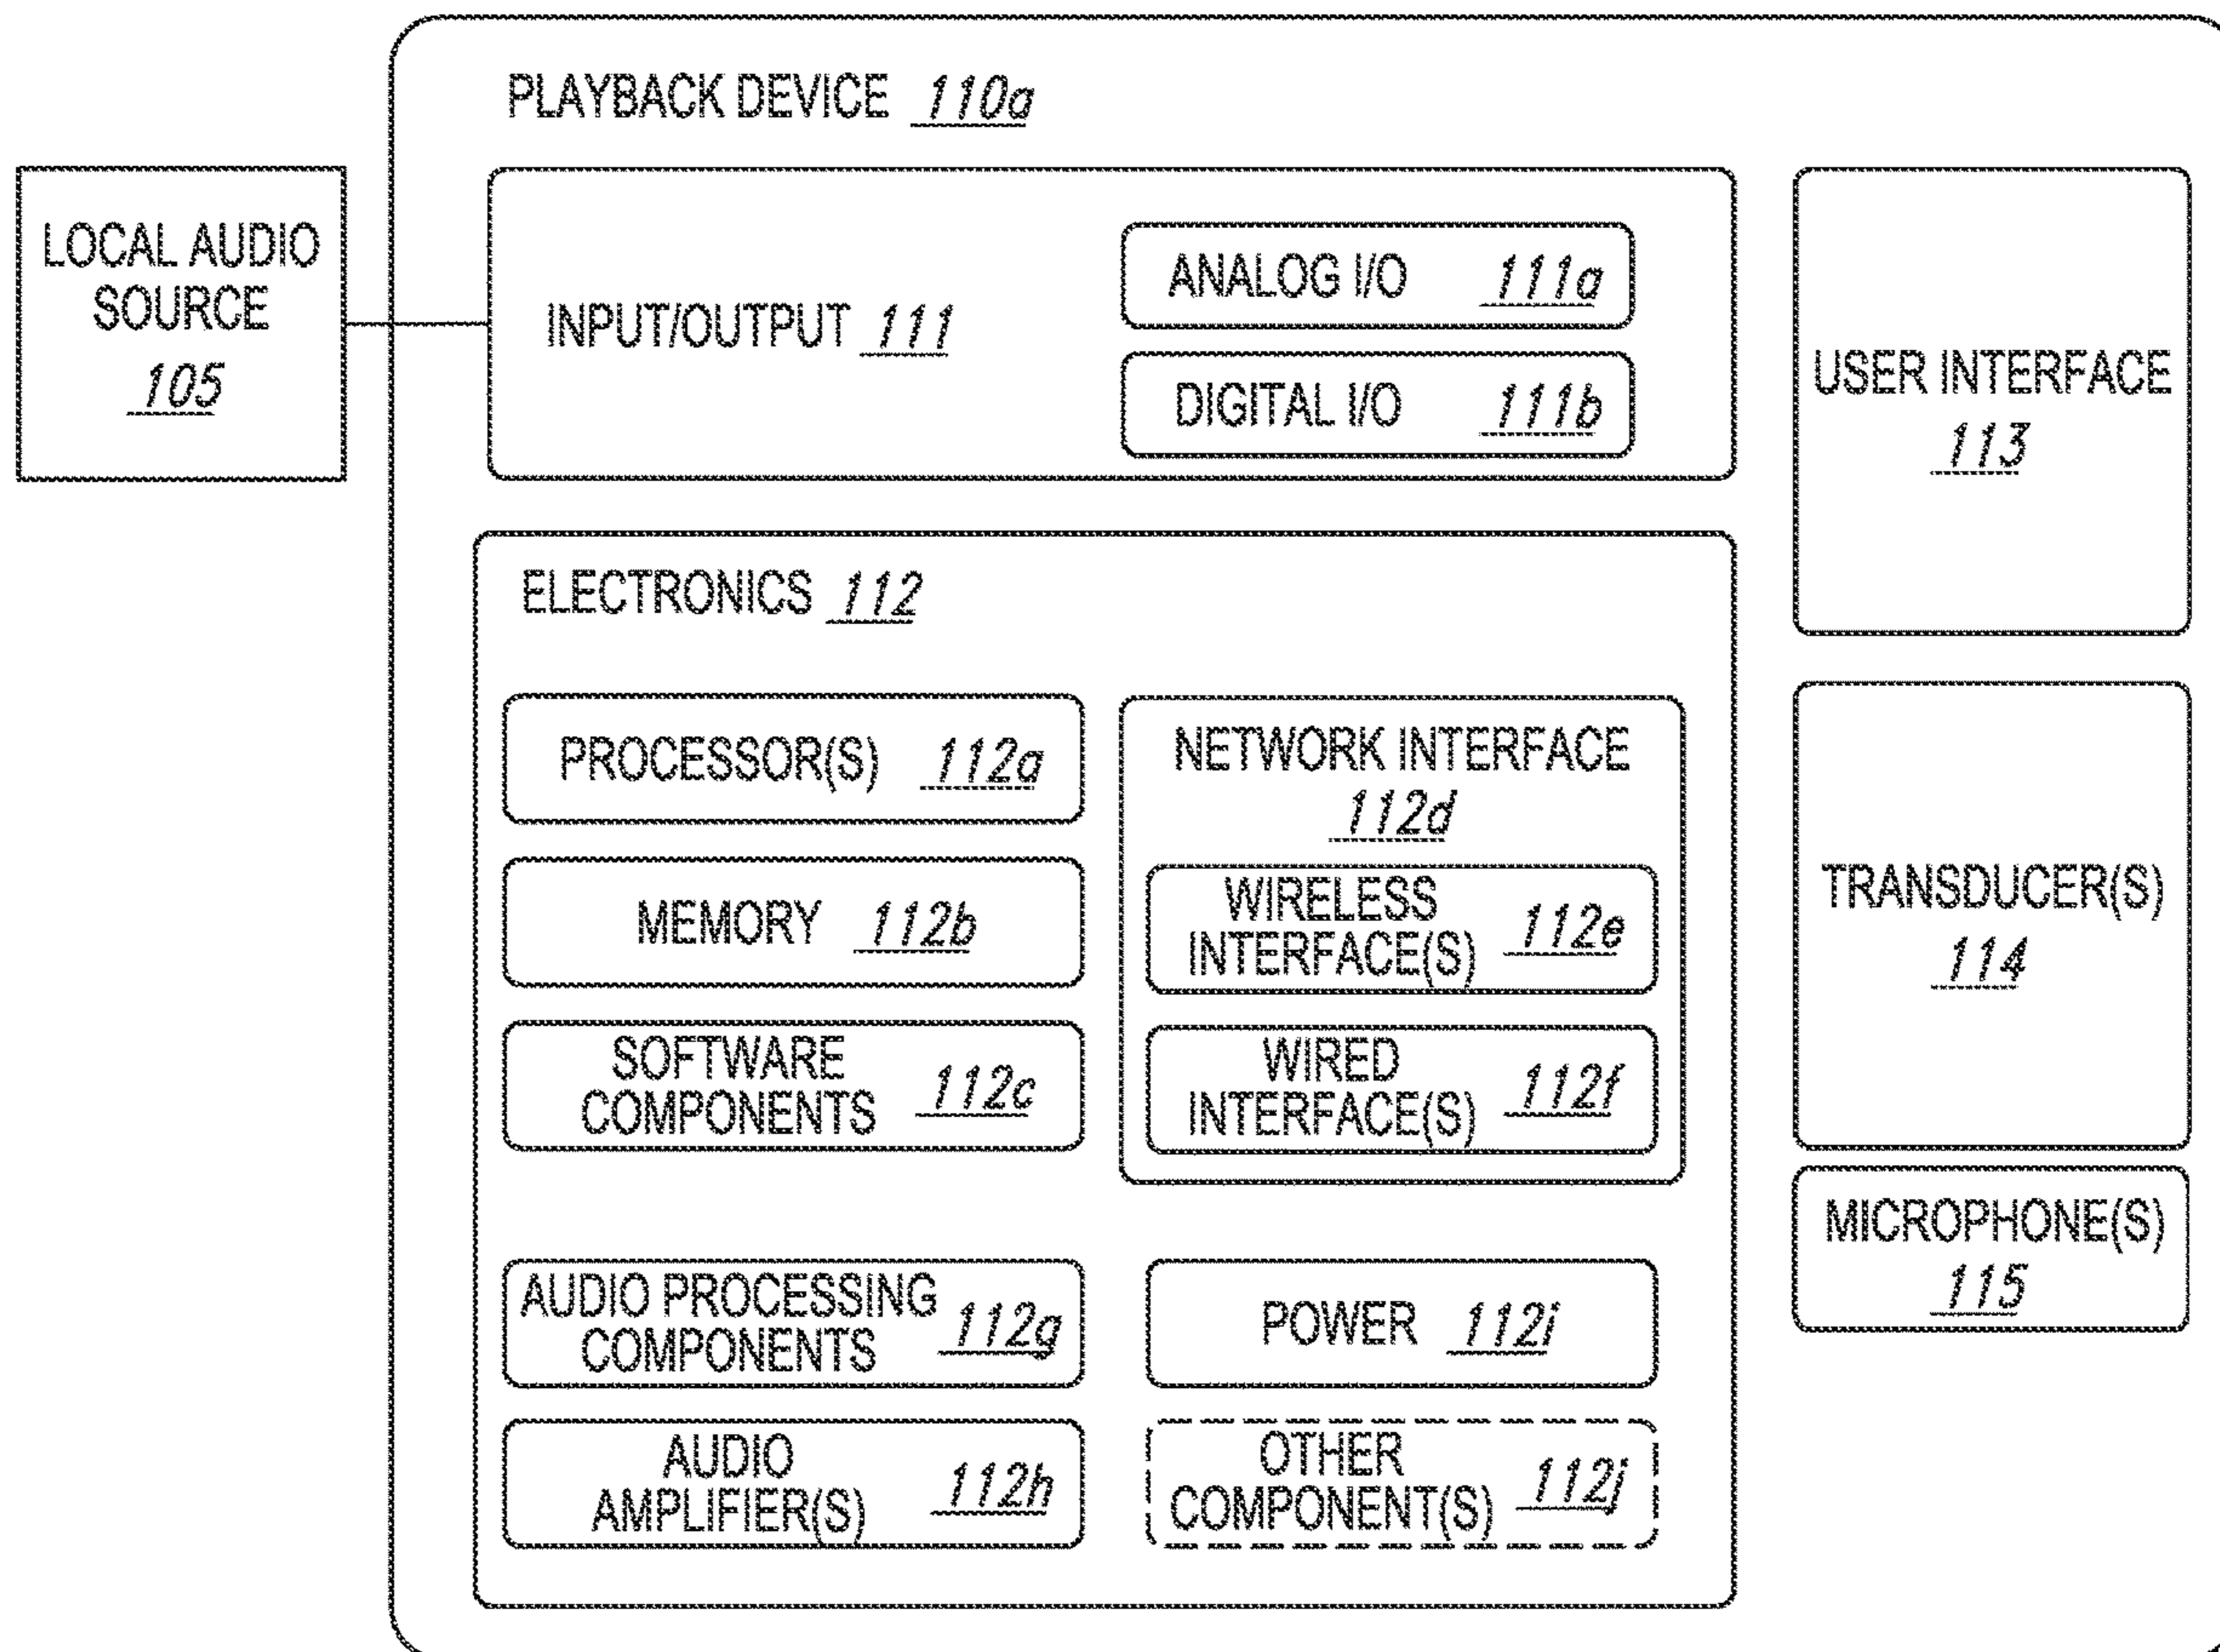 PLAYBACK DEVICE 110a
LOCAL AUDIO
SOURCE
105
INPUT/OUTPUT 111
ANALOG I/O 111a
DIGITAL I/O 111b
USER INTERFACE
113
ELECTRONICS 112
PROCESSOR(S) 112a
MEMORY 112b
SOFTWARE
COMPONENTS 112c
NETWORK INTERFACE
112d
WIRELESS
INTERFACE(S) 112e
WIRED
INTERFACE(S) 112f
AUDIO PROCESSING
COMPONENTS 112g
AUDIO
AMPLIFIER(S) 112h
POWER 112i
OTHER
COMPONENT(S) 112j
TRANSDUCER(S)
114
MICROPHONE(S)
115